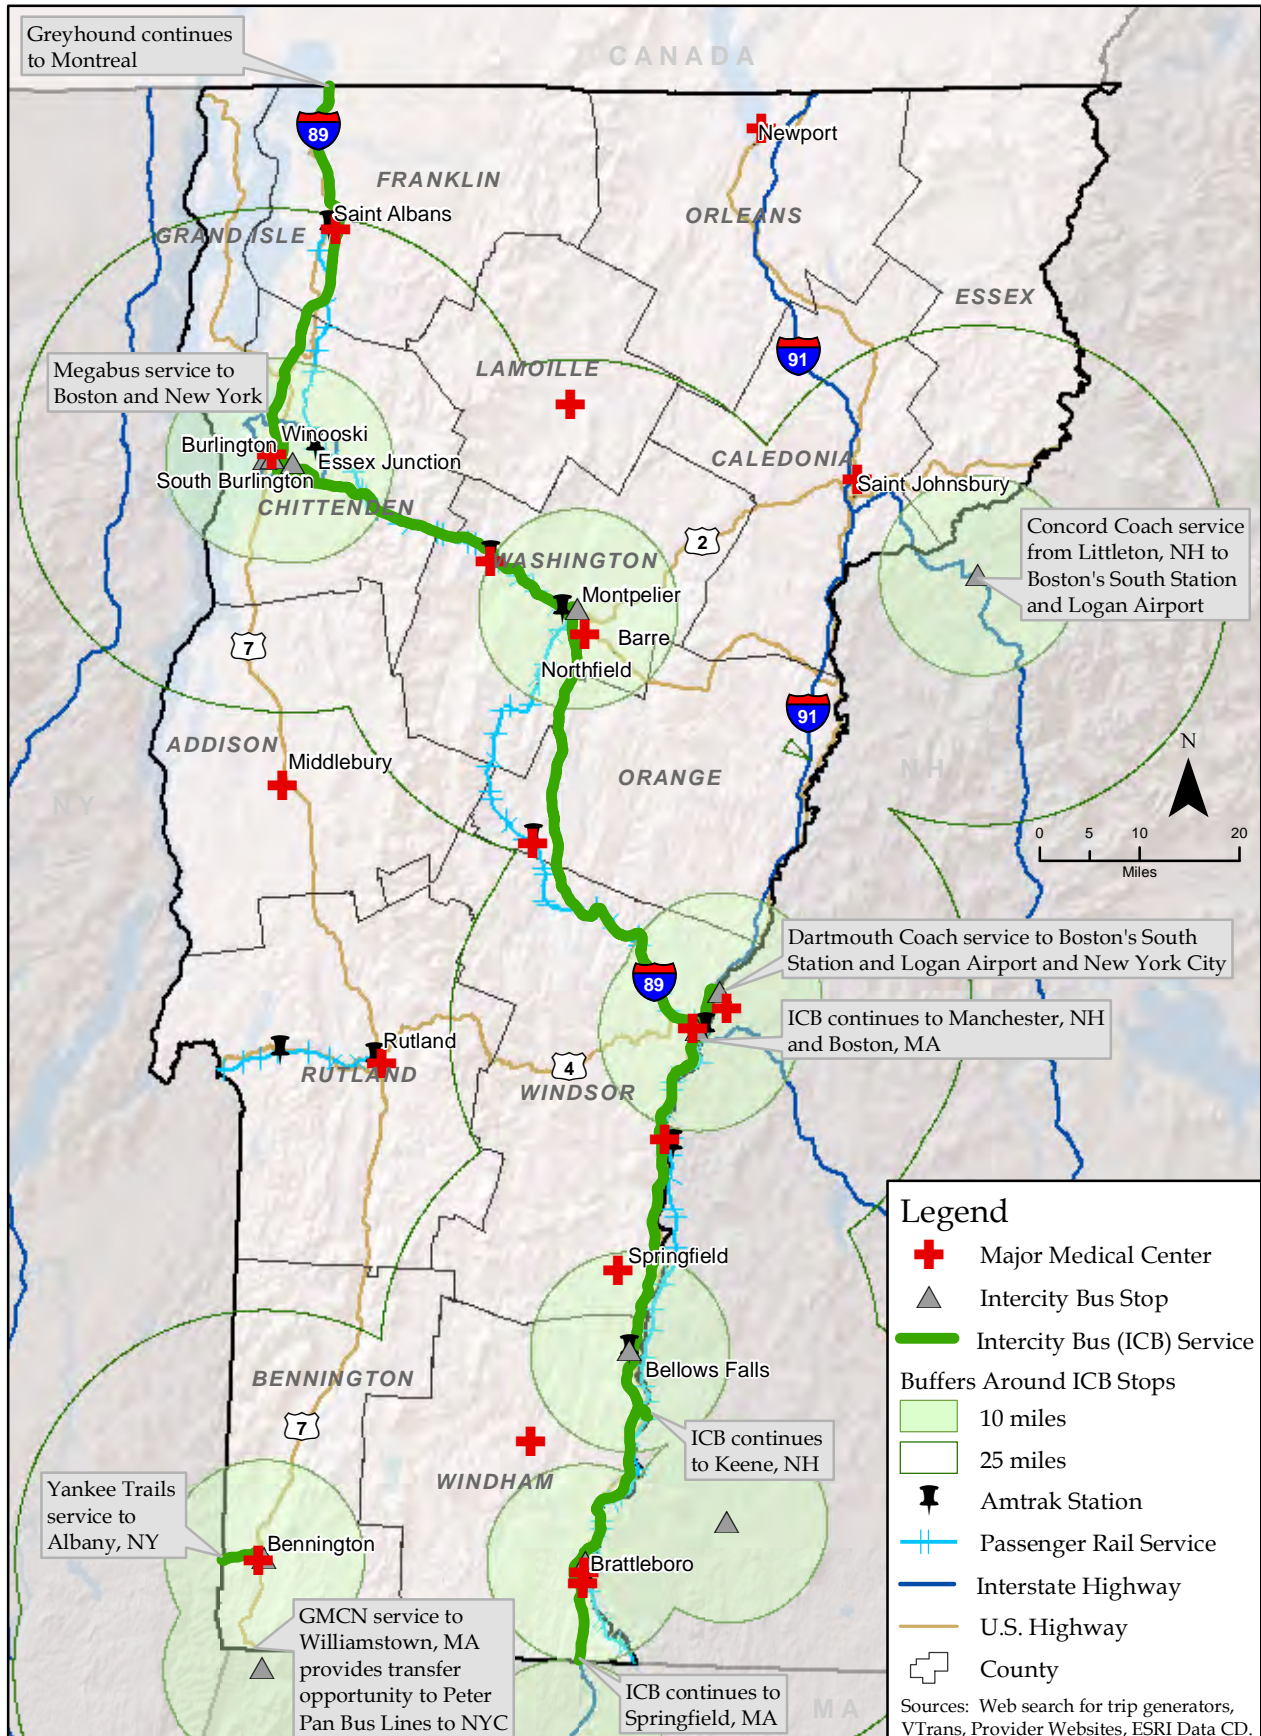 Greyhound continues
to Montreal
CANADA
89
Newport
FRANKLIN
Saint Albans
ORLEANS
GRAND ISLE
ESSEX
91
Megabus service to
Boston and New York
LAMOILLE
Winooski
Burlington
Essex Junction
South Burlington
CHITTENDEN
CALEDONIA
Saint Johnsbury
Concord Coach service
from Littleton, NH to
Boston's South Station
and Logan Airport
2
WASHINGTON
Montpelier
Barre
Northfield
7
91
ADDISON
Middlebury
ORANGE
NH
NY
N
0 5 10 20
Miles
Dartmouth Coach service to Boston's South
Station and Logan Airport and New York City
89
ICB continues to Manchester, NH
and Boston, MA
Rutland
RUTLAND
4
WINDSOR
Springfield
Bellows Falls
BENNINGTON
7
ICB continues
to Keene, NH
WINDHAM
Yankee Trails
service to
Albany, NY
Bennington
Brattleboro
GMCN service to
Williamstown, MA
provides transfer
opportunity to Peter
Pan Bus Lines to NYC
ICB continues to
Springfield, MA
MA
Legend
Major Medical Center
Intercity Bus Stop
Intercity Bus (ICB) Service
Buffers Around ICB Stops
10 miles
25 miles
Amtrak Station
Passenger Rail Service
Interstate Highway
U.S. Highway
County
Sources: Web search for trip generators,
VTrans, Provider Websites, ESRI Data CD.